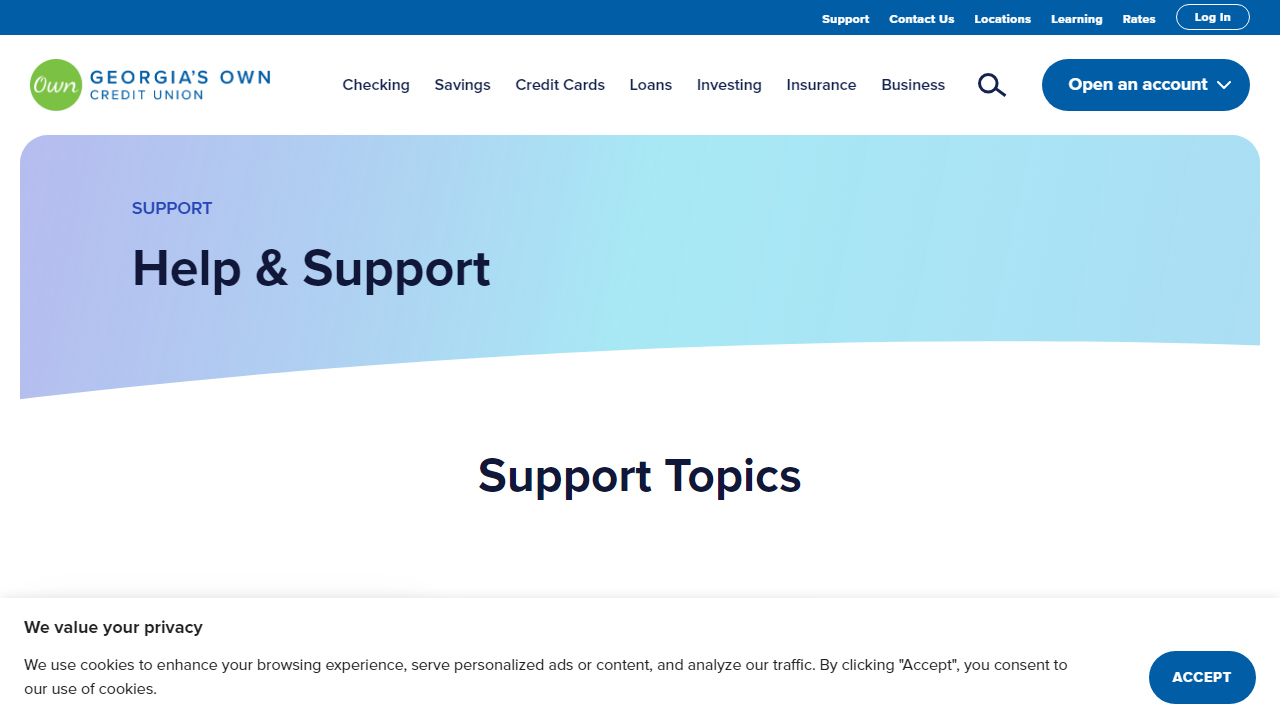 Support Contact Us Locations Learning Rates Log In
Own GEORGIA'S OWN
CREDIT UNION
Checking Savings Credit Cards Loans Investing Insurance Business Open an account
SUPPORT
Help & Support
Support Topics
We value your privacy
We use cookies to enhance your browsing experience, serve personalized ads or content, and analyze our traffic. By clicking "Accept", you consent to
our use of cookies.
ACCEPT